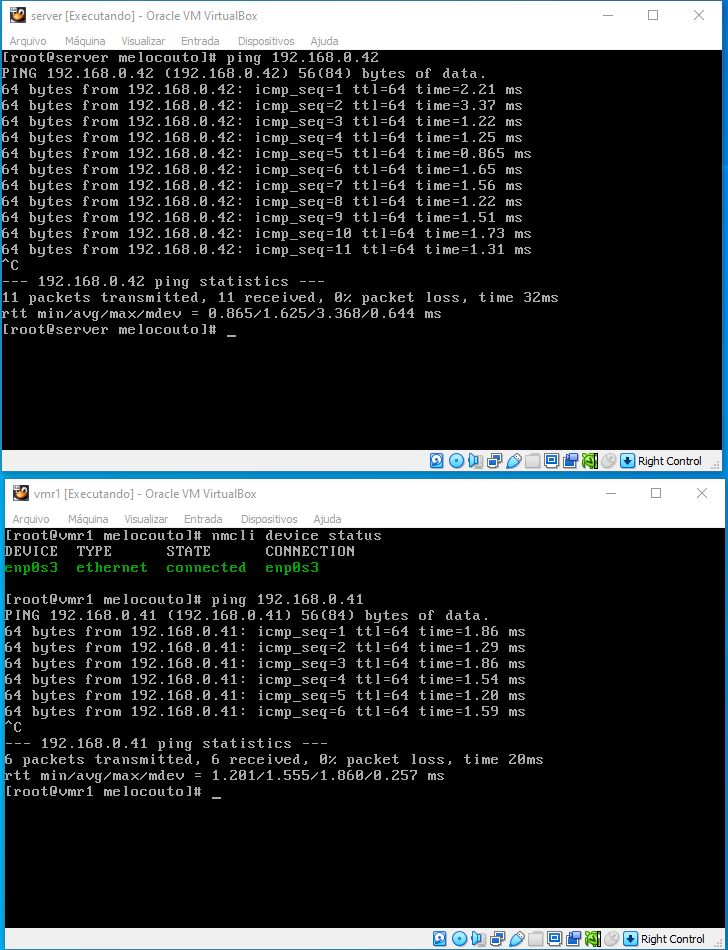 server [Executando] - Oracle VM VirtualBox
Arquivo Máquina Visualizar Entrada Dispositivos Ajuda
[root@server melocouto]# ping 192.168.0.42
PING 192.168.0.42 (192.168.0.42) 56(84) bytes of data.
64 bytes from 192.168.0.42: icmp_seq=1 ttl=64 time=2.21 ms
64 bytes from 192.168.0.42: icmp_seq=2 ttl=64 time=3.37 ms
64 bytes from 192.168.0.42: icmp_seq=3 ttl=64 time=1.22 ms
64 bytes from 192.168.0.42: icmp_seq=4 ttl=64 time=1.25 ms
64 bytes from 192.168.0.42: icmp_seq=5 ttl=64 time=0.865 ms
64 bytes from 192.168.0.42: icmp_seq=6 ttl=64 time=1.65 ms
64 bytes from 192.168.0.42: icmp_seq=7 ttl=64 time=1.56 ms
64 bytes from 192.168.0.42: icmp_seq=8 ttl=64 time=1.22 ms
64 bytes from 192.168.0.42: icmp_seq=9 ttl=64 time=1.51 ms
64 bytes from 192.168.0.42: icmp_seq=10 ttl=64 time=1.73 ms
64 bytes from 192.168.0.42: icmp_seq=11 ttl=64 time=1.31 ms
^C
--- 192.168.0.42 ping statistics ---
11 packets transmitted, 11 received, 0% packet loss, time 32ms
rtt min/avg/max/mdev = 0.865/1.625/3.368/0.644 ms
[root@server melocouto]# _
Right Control
vmr1 [Executando] - Oracle VM VirtualBox
Arquivo Máquina Visualizar Entrada Dispositivos Ajuda
[root@vmr1 melocouto]# nmcli device status
DEVICE TYPE STATE CONNECTION
enp0s3 ethernet connected enp0s3
[root@vmr1 melocouto]# ping 192.168.0.41
PING 192.168.0.41 (192.168.0.41) 56(84) bytes of data.
64 bytes from 192.168.0.41: icmp_seq=1 ttl=64 time=1.86 ms
64 bytes from 192.168.0.41: icmp_seq=2 ttl=64 time=1.29 ms
64 bytes from 192.168.0.41: icmp_seq=3 ttl=64 time=1.86 ms
64 bytes from 192.168.0.41: icmp_seq=4 ttl=64 time=1.54 ms
64 bytes from 192.168.0.41: icmp_seq=5 ttl=64 time=1.20 ms
64 bytes from 192.168.0.41: icmp_seq=6 ttl=64 time=1.59 ms
^C
--- 192.168.0.41 ping statistics ---
6 packets transmitted, 6 received, 0% packet loss, time 20ms
rtt min/avg/max/mdev = 1.201/1.555/1.860/0.257 ms
[root@vmr1 melocouto]# _
Right Control